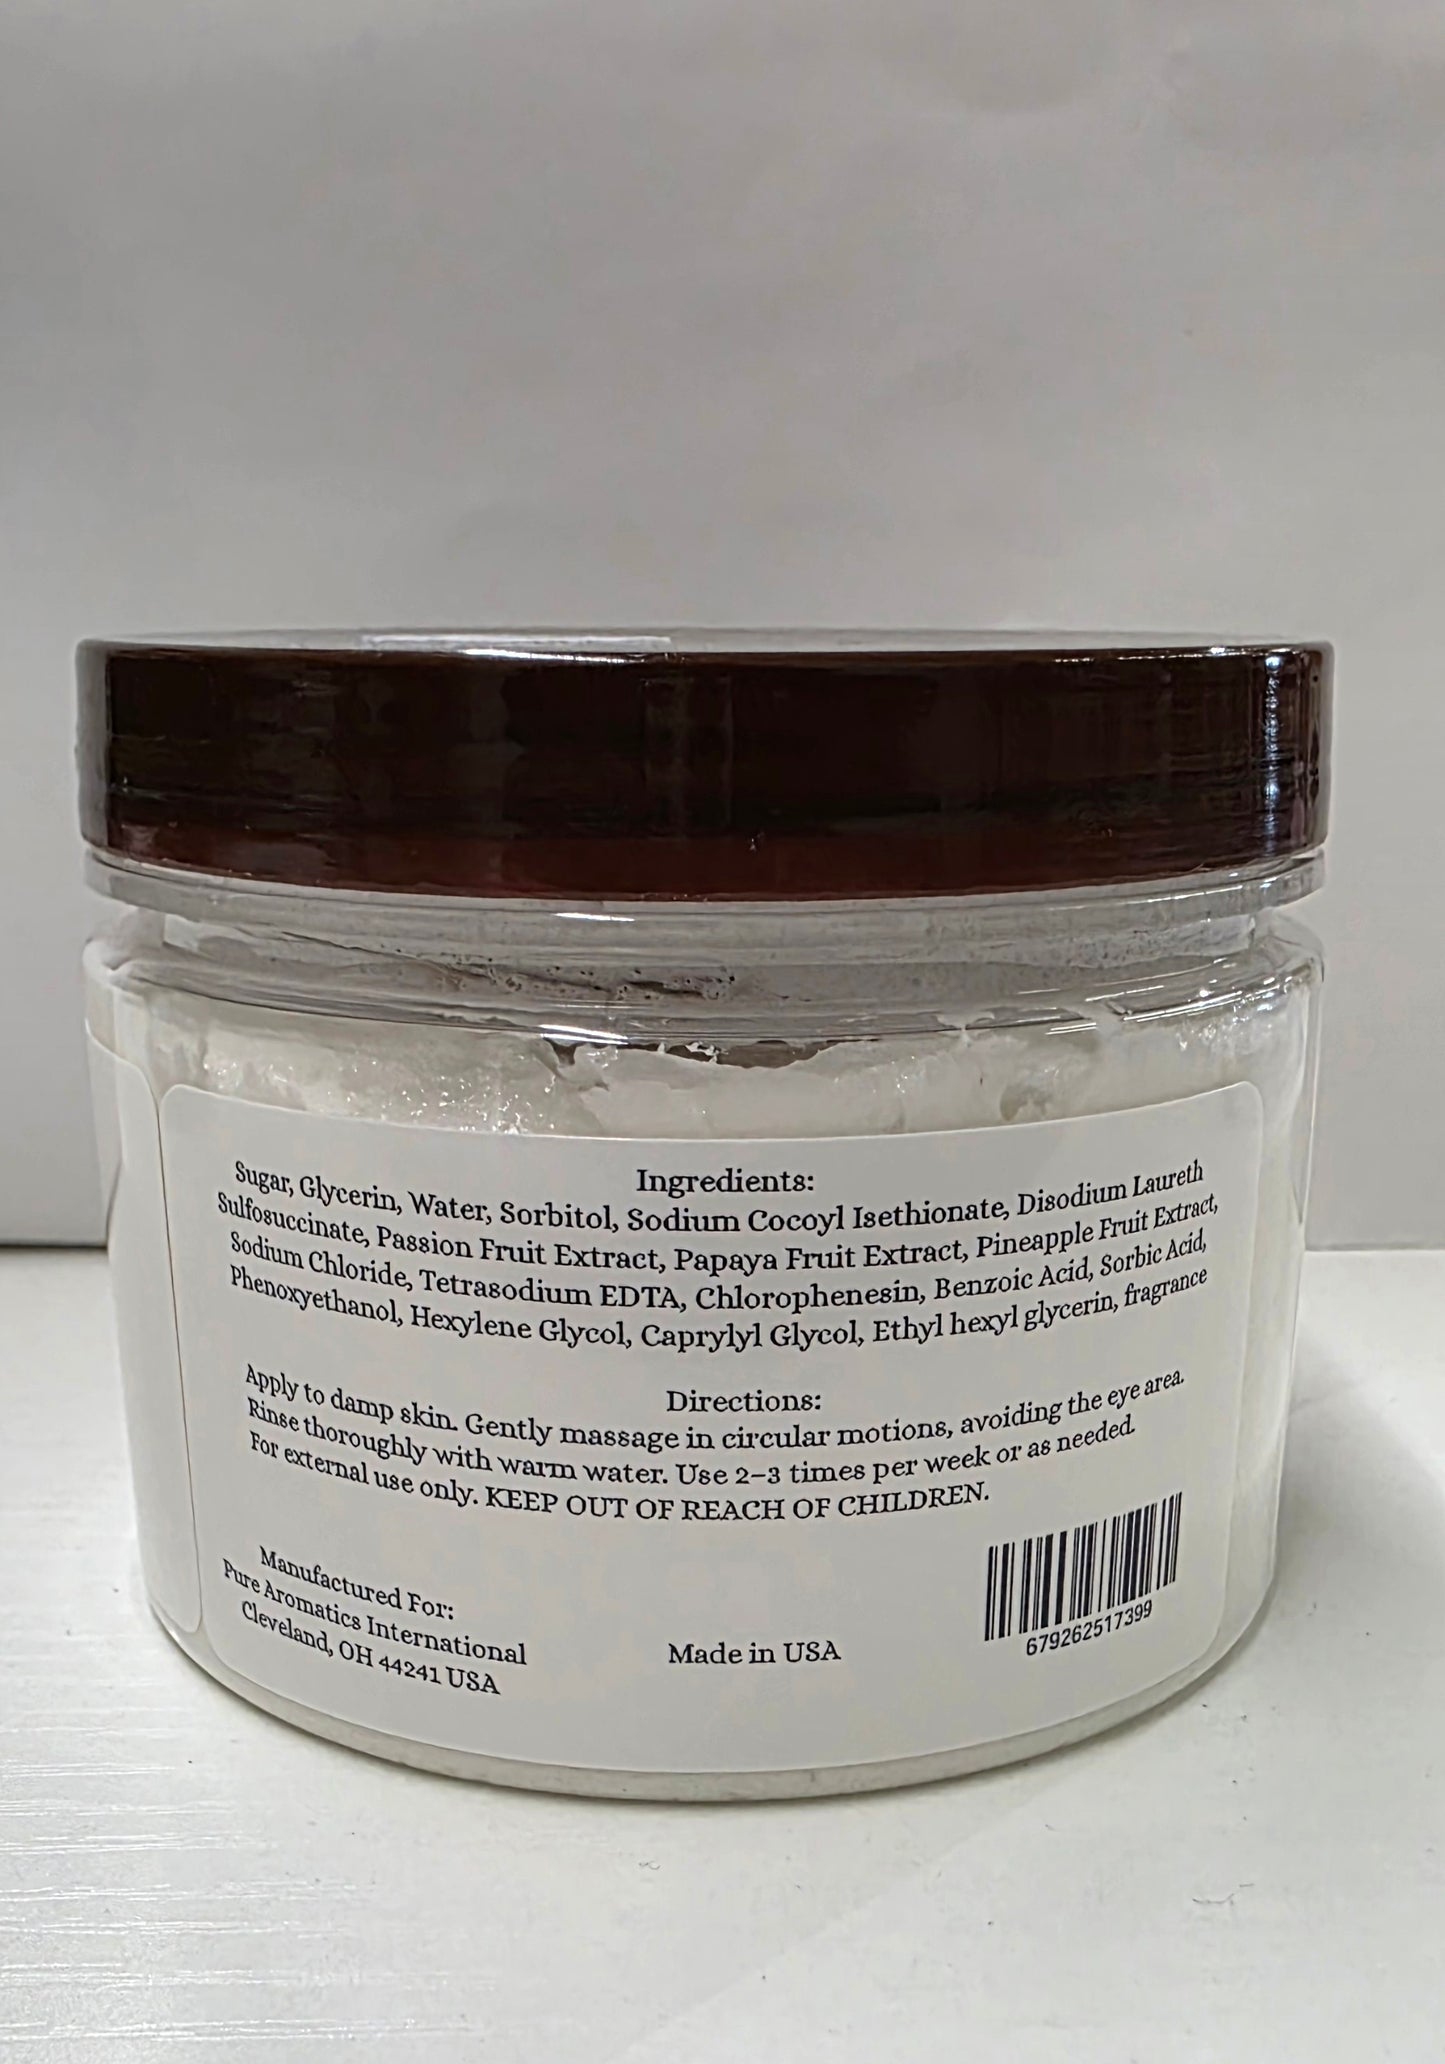 Ingredients:
Sugar, Glycerin, Water, Sorbitol, Sodium Cocoyl Isethionate, Disodium Laureth
Sulfosuccinate, Passion Fruit Extract, Papaya Fruit Extract, Pineapple Fruit Extract,
Sodium Chloride, Tetrasodium EDTA, Chlorophenesin, Benzoic Acid, Sorbic Acid,
Phenoxyethanol, Hexylene Glycol, Caprylyl Glycol, Ethyl hexyl glycerin, fragrance
Directions:
Apply to damp skin. Gently massage in circular motions, avoiding the eye area.
Rinse thoroughly with warm water. Use 2–3 times per week or as needed.
For external use only. KEEP OUT OF REACH OF CHILDREN.
Manufactured For:
Pure Aromatics International
Cleveland, OH 44241 USA
Made in USA
679262517399